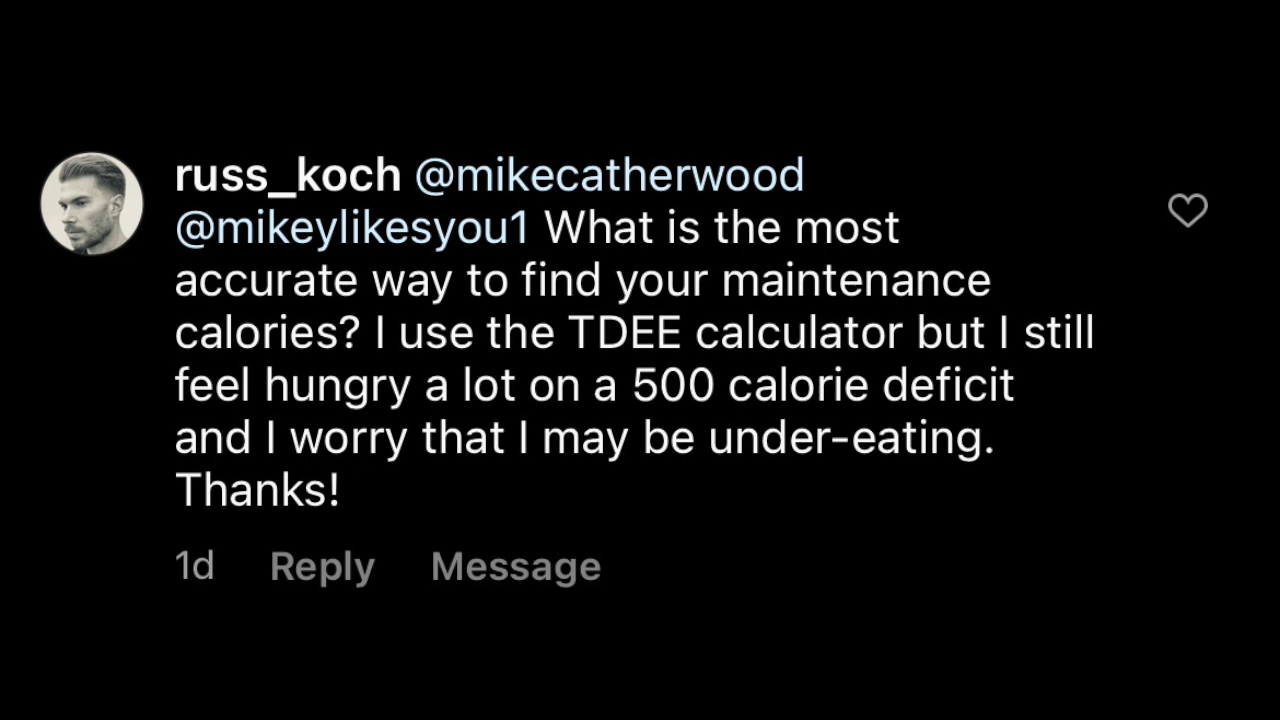 russ_koch @mikecatherwood
@mikeylikesyou1 What is the most
accurate way to find your maintenance
calories? I use the TDEE calculator but I still
feel hungry a lot on a 500 calorie deficit
and I worry that I may be under-eating.
Thanks!
1d Reply Message